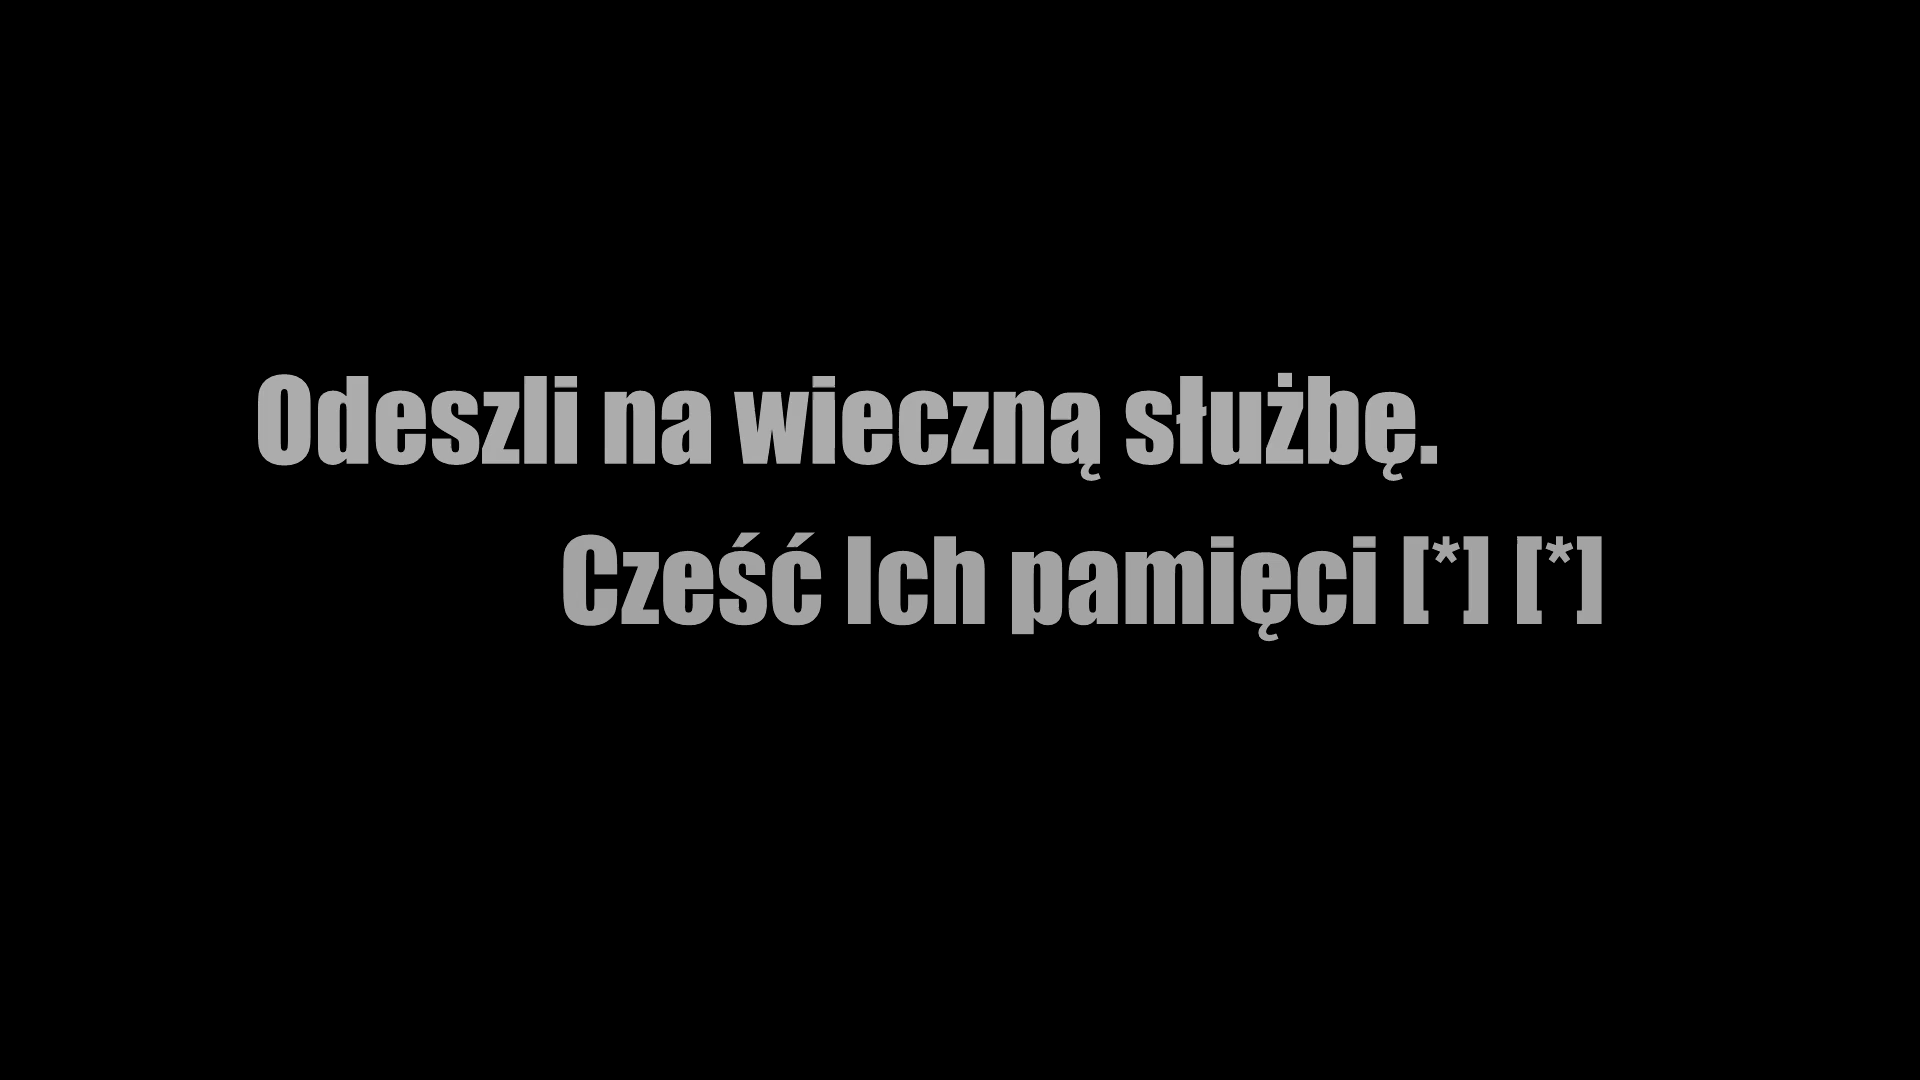 Odeszli na wieczną służbę.
Cześć Ich pamięci [*] [*]